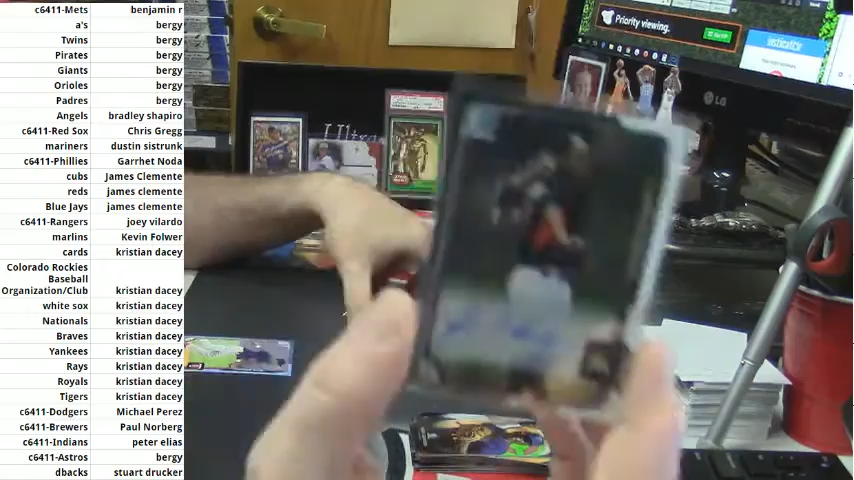 c6411-Mets benjamin r
a's bergy
Twins bergy
Pirates bergy
Giants bergy
Orioles bergy
Padres bergy
Angels bradley shapiro
c6411-Red Sox Chris Gregg
mariners dustin sistrunk
c6411-Phillies Garrhet Noda
cubs James Clemente
reds james clemente
Blue Jays james clemente
c6411-Rangers joey vilardo
marlins Kevin Folwer
cards kristian dacey
Colorado Rockies
Baseball
Organization/Club kristian dacey
white sox kristian dacey
Nationals kristian dacey
Braves kristian dacey
Yankees kristian dacey
Rays kristian dacey
Royals kristian dacey
Tigers kristian dacey
c6411-Dodgers Michael Perez
c6411-Brewers Paul Norberg
c6411-Indians peter elias
c6411-Astros bergy
dbacks stuart drucker
Priority viewing.
LG